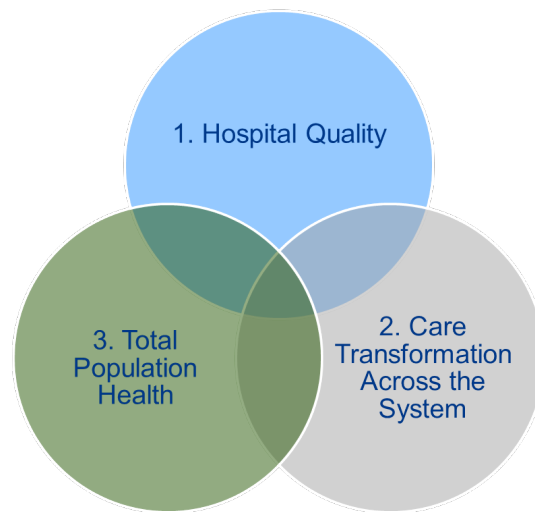 1. Hospital Quality
2. Care
Transformation
Across the
System
3. Total
Population
Health